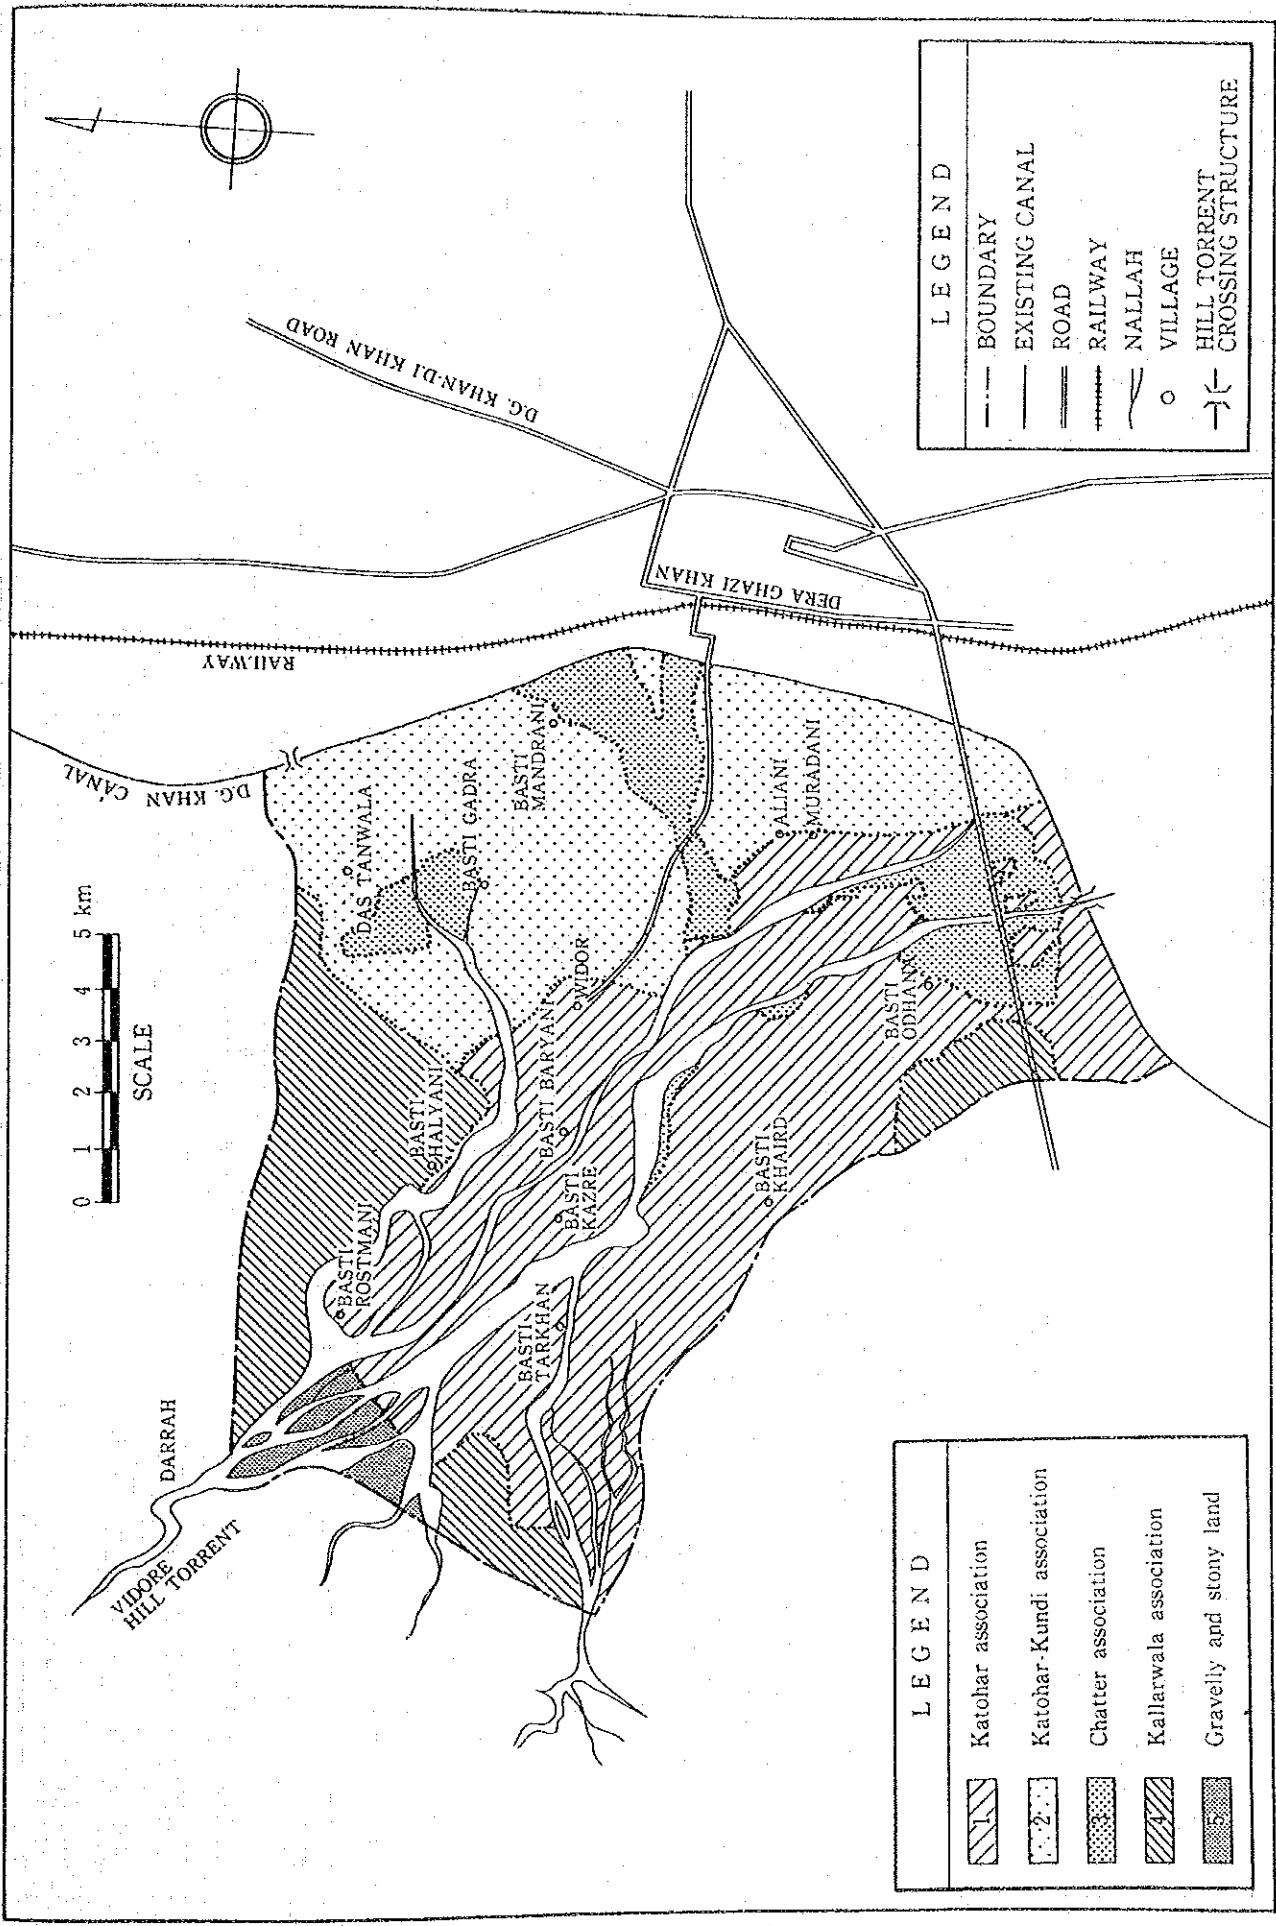 VIDORE
HILL TORRENT
DARRAH
0 1 2 3 4 5 km
SCALE
D.G. KHAN CANAL
RAILWAY
D.G. KHAN-D.I KHAN ROAD
DERA GHAZI KHAN
BASTI
ROSTMANI
BASTI
HALYANI
DAS TANWALA
BASTI GADRA
BASTI
MANDRANI
BASTI
TARKHAN
BASTI
KAZRE
BASTI BARYANI
WIDOR
ALIANI
MURADANI
BASTI
KHAIRD
BASTI
ODHANA
LEGEND
1 Katohar association
2 Katohar-Kundi association
3 Chatter association
4 Kallarwala association
5 Gravelly and stony land
LEGEND
BOUNDARY
EXISTING CANAL
ROAD
RAILWAY
NALLAH
VILLAGE
HILL TORRENT
CROSSING STRUCTURE